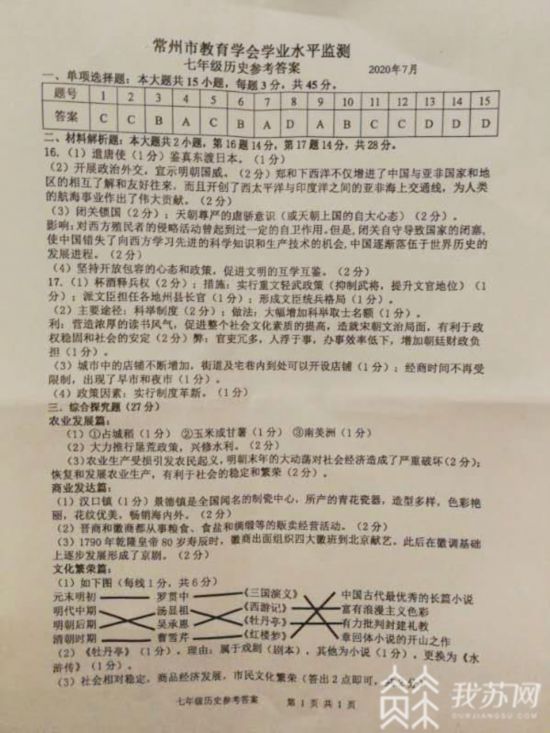 常州市教育学会学业水平监测
七年级历史参考答案 2020年7月
一、单项选择题：本大题共15小题，每题3分，共45分。
题号 1 2 3 4 5 6 7 8 9 10 11 12 13 14 15
答案 C C B A C B A D A B C C D D D
二、材料解析题：本大题共2小题，第16题14分，第17题14分，共28分。
16.（1）遣唐使（1分）鉴真东渡日本。（1分）
（2）开展政治外交，宣示明朝国威。（2分）郑和下西洋不仅增进了中国与亚非国家和地
区的相互了解和友好往来，而且开创了西太平洋与印度洋之间的亚非海上交通线，为人类
的航海事业作出了伟大贡献。（2分）
（3）闭关锁国（2分）；天朝尊严的虚骄意识（或天朝上国的自大心态）（2分）。
影响：对西方殖民者的侵略活动曾起到过一定的自卫作用。但是，闭关自守导致国家的闭塞，
使中国错失了向西方学习先进的科学知识和生产技术的机会，中国逐渐落伍于世界历史的
发展进程。（2分）
（4）坚持开放包容的心态和政策，促进文明的互学互鉴。（2分）
17.（1）杯酒释兵权（2分）；措施：实行重文轻武政策（抑制武将，提升文官地位）（1
分）；派文臣担任各地州县长官（1分）；形成文臣统兵格局（1分）。
（2）主要途径：科举制度（2分）；做法：大幅增加科举取士名额（1分）。
利：营造浓厚的读书风气，促进整个社会文化素质的提高，造就宋朝文治局面，有利于政
权稳固和社会的安定（2分）弊：官吏冗多，人浮于事，办事效率低下，增加朝廷财政负
担（1分）。
（3）城市中的店铺不断增加，街道及宅巷内到处可以开设店铺（1分）；经商时间不再受
限制，出现了早市和夜市（1分）。
（4）政策因素：实行制度革新。（1分）
三．综合探究题（27分）
农业发展篇：
（1）①占城稻（1分）②玉米或甘薯（1分）③南美洲（1分）
（2）大力推行垦荒政策，兴修水利。（2分）
（3）农业生产受损引发农民起义，明朝末年的大动荡对社会经济造成了严重破坏（2分）；
恢复和发展农业生产，有利于社会的稳定和繁荣（2分）。
商业发达篇：
（1）汉口镇（1分）景德镇是全国闻名的制瓷中心，所产的青花瓷器，造型多样，色彩艳
丽，花纹优美，畅销海内外。（2分）
（2）晋商和徽商都从事粮食、食盐和绸缎等的贩卖经营活动。（2分）
（3）1790年乾隆皇帝80岁寿辰时，徽商出面组织四大徽班到北京献艺。此后在徽调基础
上逐步发展形成了京剧。（2分）
文化繁荣篇：
（1）如下图（每线1分，共6分）
元末明初 罗贯中 《三国演义》 中国古代最优秀的长篇小说
明代中期 汤显祖 《西游记》 富有浪漫主义色彩
明朝后期 吴承恩 《牡丹亭》 有力批判封建礼教
清朝时期 曹雪芹 《红楼梦》 章回体小说的开山之作
（2）《牡丹亭》（1分），理由：属于戏剧（剧本），其他为小说（1分），更换为《水
浒传》（1分）。
（3）社会相对稳定，商品经济发展，市民文化繁荣（答出2点即可，共2分）
七年级历史参考答案 第1页共1页
我苏网
OURJIANGSU.COM